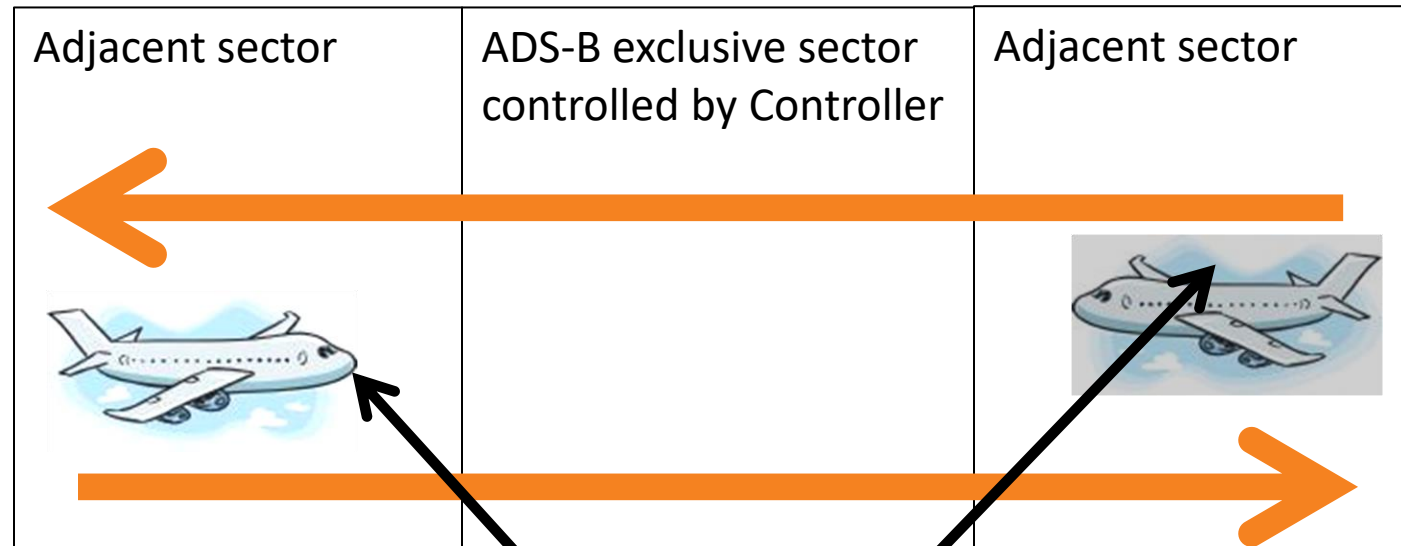 Adjacent sector
ADS-B exclusive sector
controlled by Controller
Adjacent sector